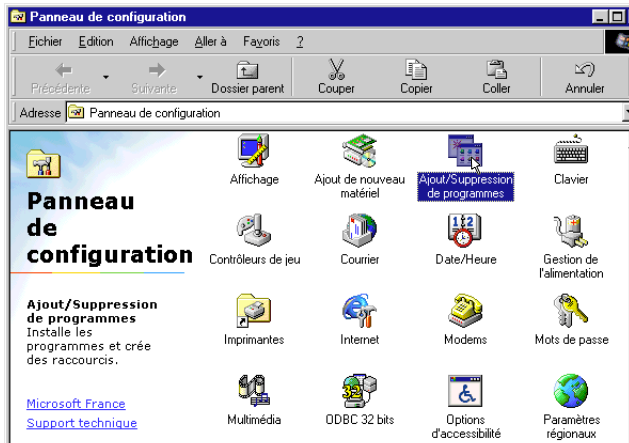 Panneau de configuration
Fichier Edition Affichage Aller à Favoris ?
Précédente Suivante Dossier parent Couper Copier Coller Annuler
Adresse Panneau de configuration
Panneau
de
configuration
Ajout/Suppression
de programmes
Installe les
programmes et crée
des raccourcis.
Microsoft France
Support technique
Affichage
Ajout de nouveau
matériel
Ajout/Suppression
de programmes
Clavier
Contrôleurs de jeu
Courrier
Date/Heure
Gestion de
l'alimentation
Imprimantes
Internet
Modems
Mots de passe
Multimédia
ODBC 32 bits
Options
d'accessibilité
Paramètres
régionaux